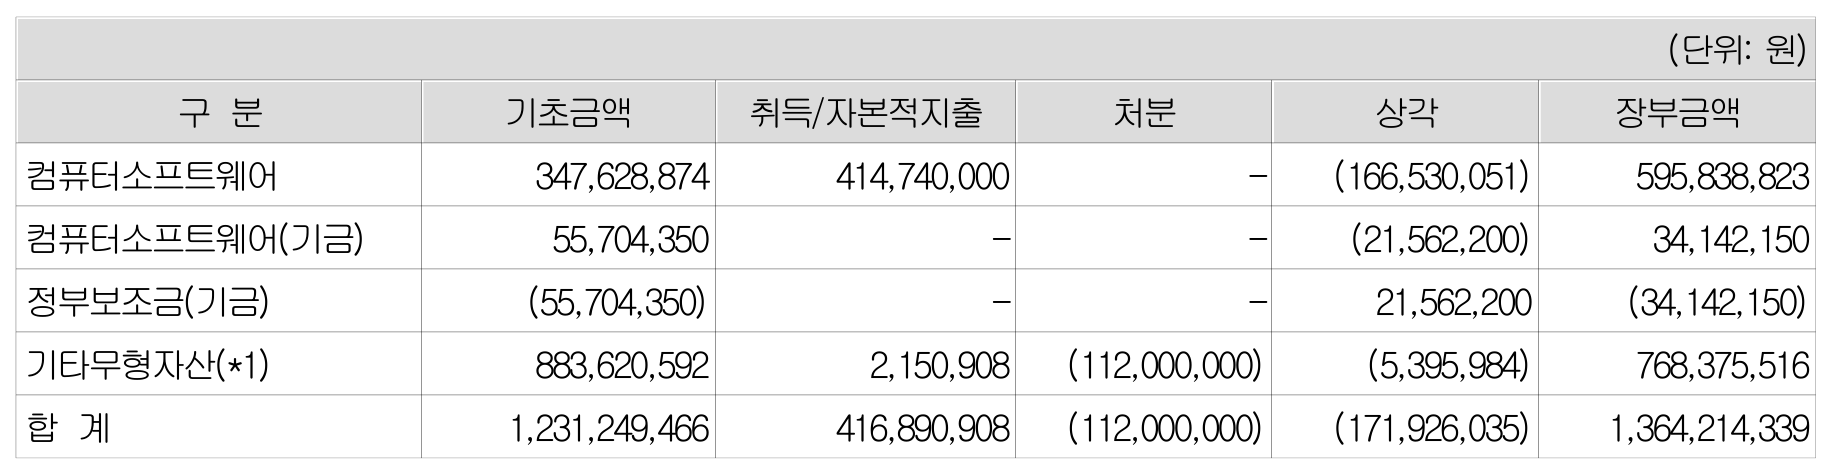 (단위: 원)
구 분 기초금액 취득/자본적지출 처분 상각 장부금액
컴퓨터소프트웨어 347,628,874 414,740,000 - (166,530,051) 595,838,823
컴퓨터소프트웨어(기금) 55,704,350 - - (21,562,200) 34,142,150
정부보조금(기금) (55,704,350) - - 21,562,200 (34,142,150)
기타무형자산(*1) 883,620,592 2,150,908 (112,000,000) (5,395,984) 768,375,516
합 계 1,231,249,466 416,890,908 (112,000,000) (171,926,035) 1,364,214,339